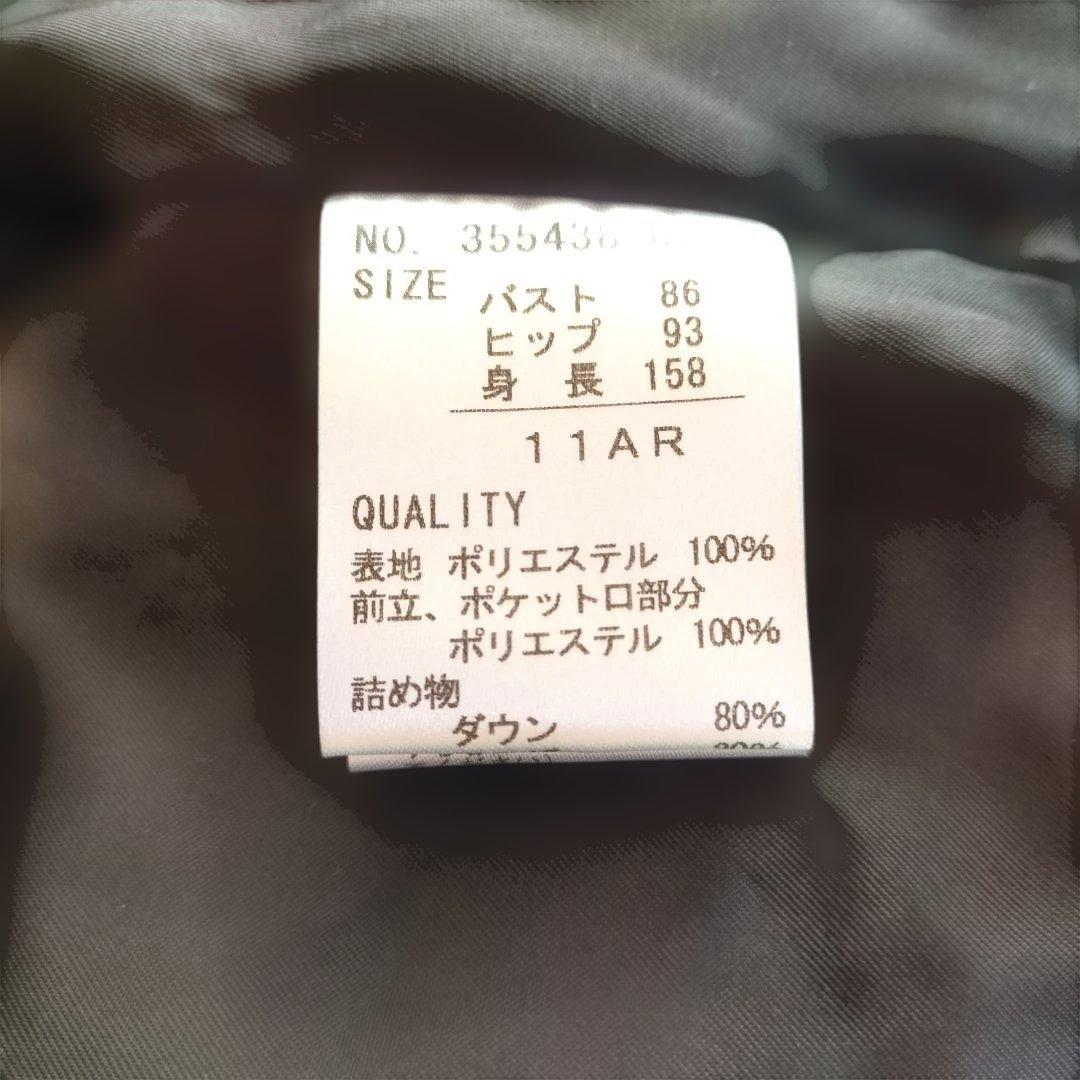 NO. 35543
SIZE
バスト 86
ヒップ 93
身 長 158
11AR
QUALITY
表地 ポリエステル 100%
前立、ポケット口部分
ポリエステル 100%
詰め物
ダウン 80%